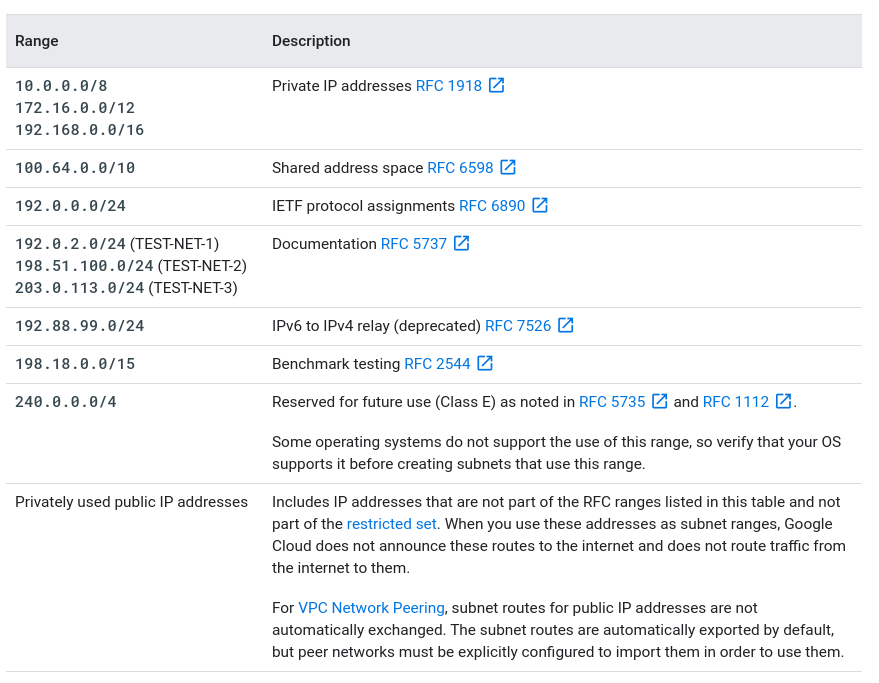 Range Description
10.0.0.0/8 Private IP addresses RFC 1918
172.16.0.0/12
192.168.0.0/16
100.64.0.0/10 Shared address space RFC 6598
192.0.0.0/24 IETF protocol assignments RFC 6890
192.0.2.0/24 (TEST-NET-1) Documentation RFC 5737
198.51.100.0/24 (TEST-NET-2)
203.0.113.0/24 (TEST-NET-3)
192.88.99.0/24 IPv6 to IPv4 relay (deprecated) RFC 7526
198.18.0.0/15 Benchmark testing RFC 2544
240.0.0.0/4 Reserved for future use (Class E) as noted in RFC 5735 and RFC 1112.
Some operating systems do not support the use of this range, so verify that your OS
supports it before creating subnets that use this range.
Privately used public IP addresses Includes IP addresses that are not part of the RFC ranges listed in this table and not
part of the restricted set. When you use these addresses as subnet ranges, Google
Cloud does not announce these routes to the internet and does not route traffic from
the internet to them.
For VPC Network Peering, subnet routes for public IP addresses are not
automatically exchanged. The subnet routes are automatically exported by default,
but peer networks must be explicitly configured to import them in order to use them.